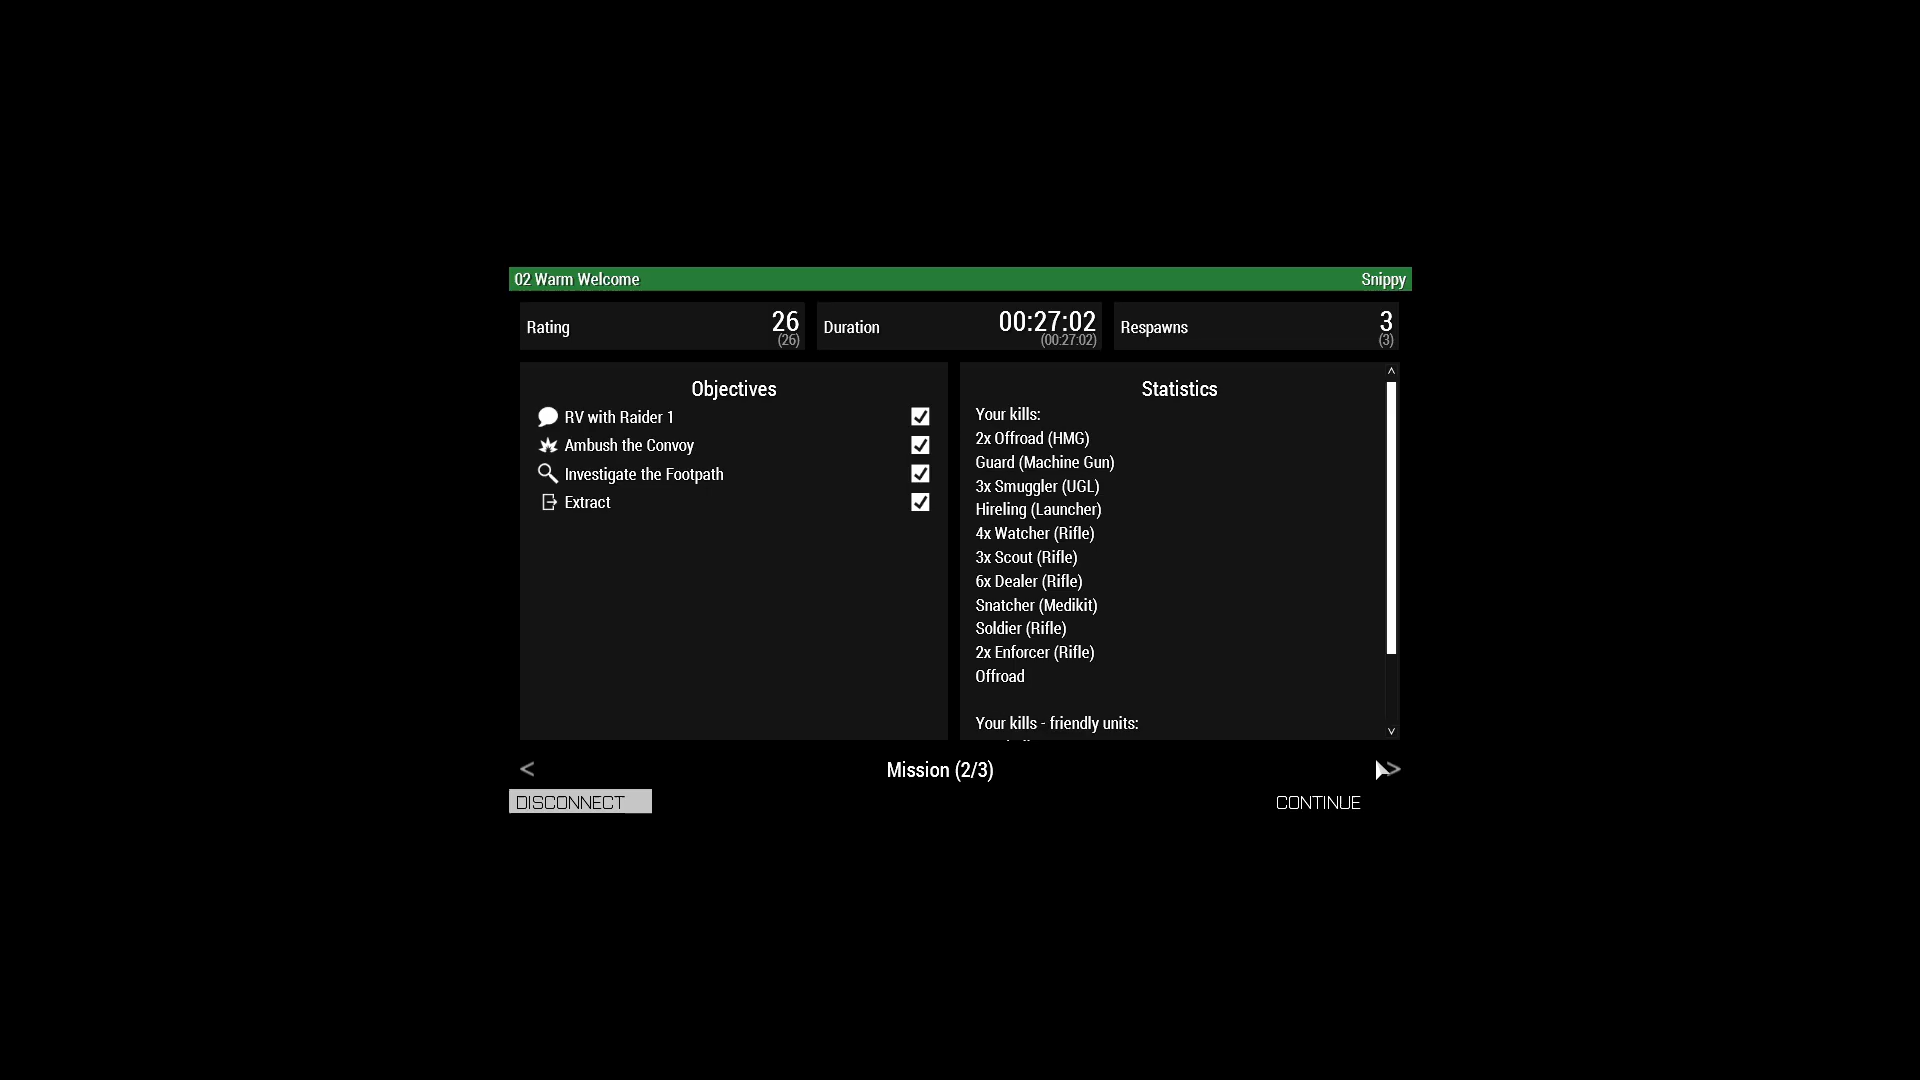 02 Warm Welcome
Snippy
Rating
26
(26)
Duration
00:27:02
(00:27:02)
Respawns
3
(3)
Objectives
RV with Raider 1
Ambush the Convoy
Investigate the Footpath
Extract
Statistics
Your kills:
2x Offroad (HMG)
Guard (Machine Gun)
3x Smuggler (UGL)
Hireling (Launcher)
4x Watcher (Rifle)
3x Scout (Rifle)
6x Dealer (Rifle)
Snatcher (Medikit)
Soldier (Rifle)
2x Enforcer (Rifle)
Offroad
Your kills - friendly units:
< Mission (2/3) >
DISCONNECT
CONTINUE